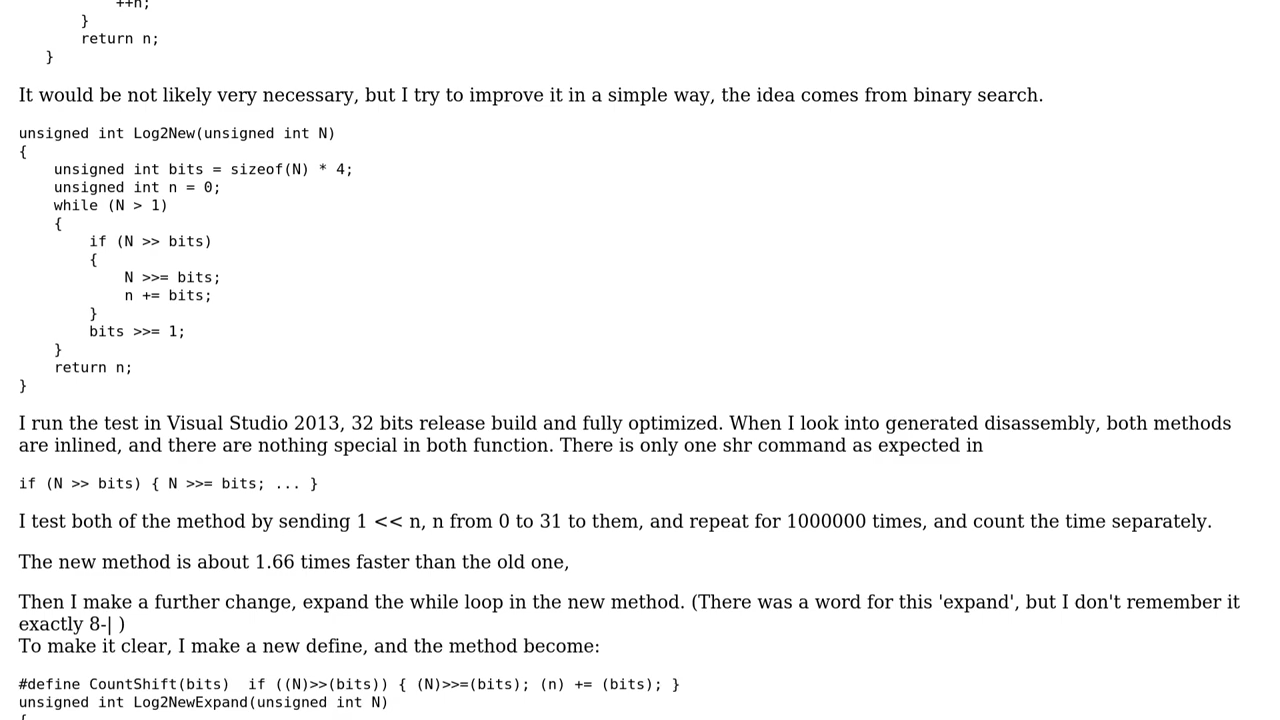 ++n;
        }
        return n;
    }
It would be not likely very necessary, but I try to improve it in a simple way, the idea comes from binary search.
unsigned int Log2New(unsigned int N)
{
    unsigned int bits = sizeof(N) * 4;
    unsigned int n = 0;
    while (N > 1)
    {
        if (N >> bits)
        {
            N >>= bits;
            n += bits;
        }
        bits >>= 1;
    }
    return n;
}
I run the test in Visual Studio 2013, 32 bits release build and fully optimized. When I look into generated disassembly, both methods
are inlined, and there are nothing special in both function. There is only one shr command as expected in
if (N >> bits) { N >>= bits; ... }
I test both of the method by sending 1 << n, n from 0 to 31 to them, and repeat for 1000000 times, and count the time separately.
The new method is about 1.66 times faster than the old one,
Then I make a further change, expand the while loop in the new method. (There was a word for this 'expand', but I don't remember it
exactly 8-| )
To make it clear, I make a new define, and the method become:
#define CountShift(bits)  if ((N)>>(bits)) { (N)>>=(bits); (n) += (bits); }
unsigned int Log2NewExpand(unsigned int N)
{